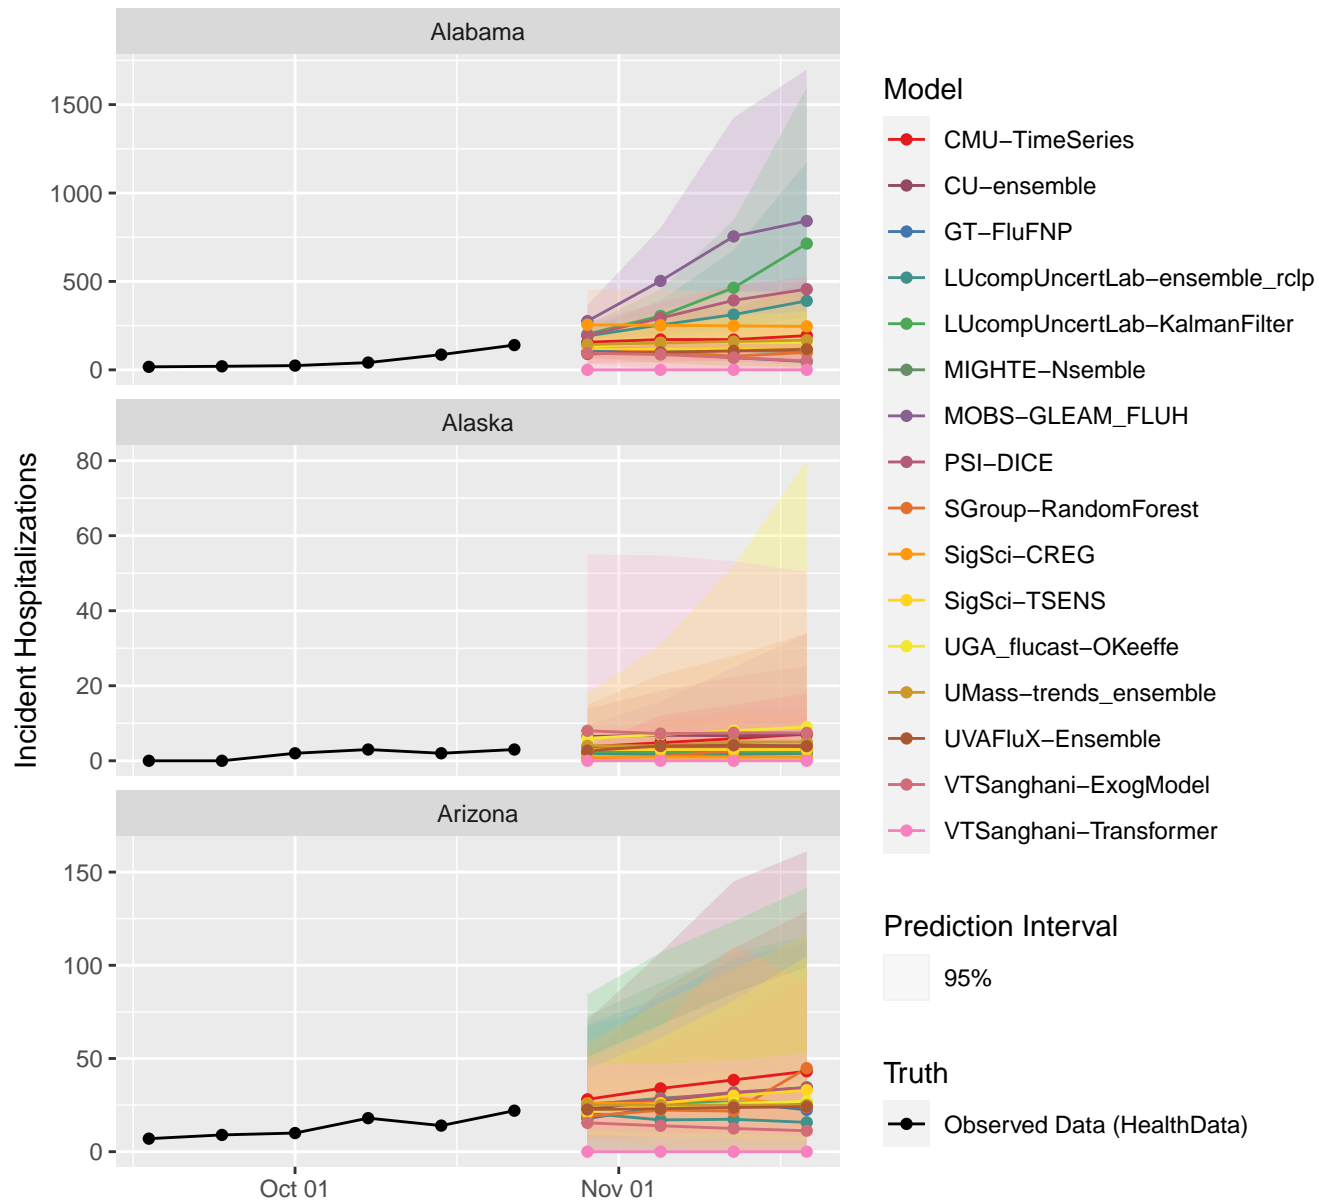 Alabama
1500
1000
500
0
Alaska
80
60
40
20
0
Arizona
150
100
50
0
Oct 01
Nov 01
Incident Hospitalizations
Model
CMU−TimeSeries
CU−ensemble
GT−FluFNP
LUcompUncertLab−ensemble_rclp
LUcompUncertLab−KalmanFilter
MIGHTE−Nsemble
MOBS−GLEAM_FLUH
PSI−DICE
SGroup−RandomForest
SigSci−CREG
SigSci−TSENS
UGA_flucast−OKeeffe
UMass−trends_ensemble
UVAFluX−Ensemble
VTSanghani−ExogModel
VTSanghani−Transformer
Prediction Interval
95%
Truth
Observed Data (HealthData)